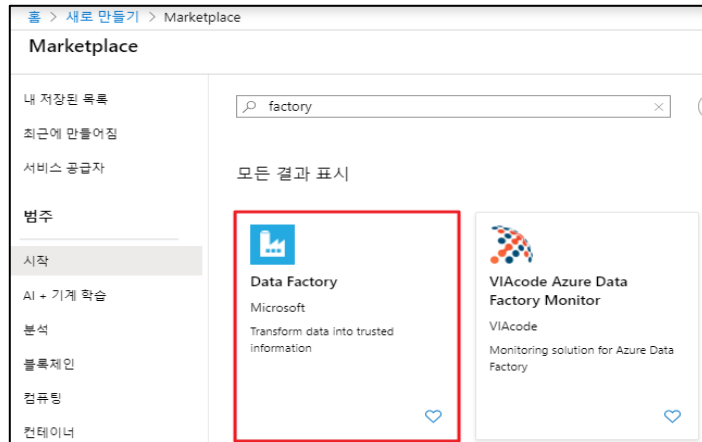 홈 > 새로 만들기 > Marketplace
Marketplace
내 저장된 목록
최근에 만들어짐
서비스 공급자
범주
시작
AI + 기계 학습
분석
블록체인
컴퓨팅
컨테이너
factory
모든 결과 표시
Data Factory
Microsoft
Transform data into trusted
information
VIAcode Azure Data
Factory Monitor
VIAcode
Monitoring solution for Azure Data
Factory